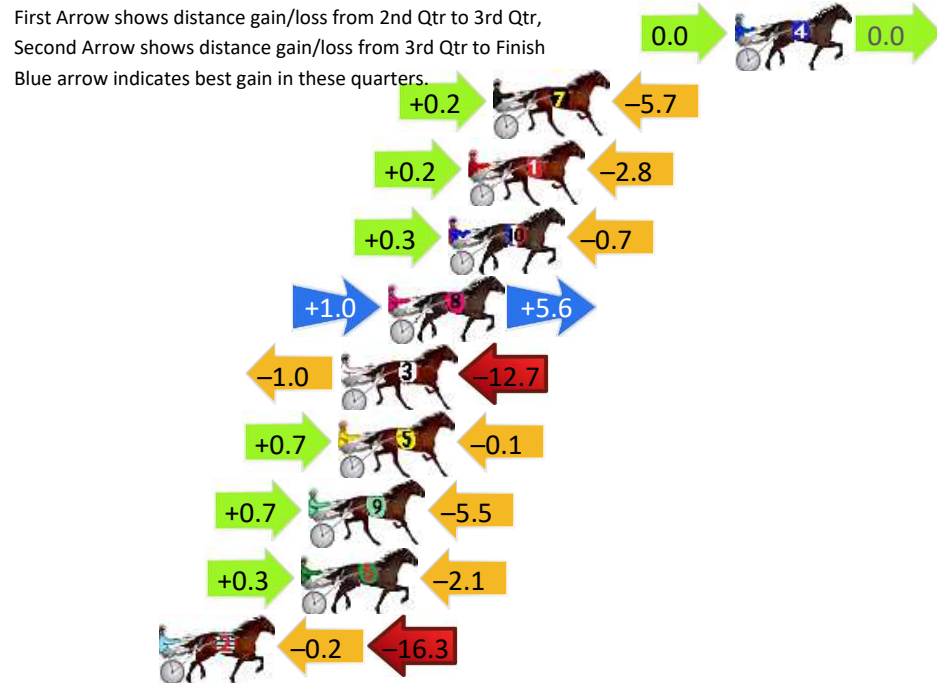 First Arrow shows distance gain/loss from 2nd Qtr to 3rd Qtr,
Second Arrow shows distance gain/loss from 3rd Qtr to Finish
Blue arrow indicates best gain in these quarters.
0.0 4 0.0
+0.2 7 –5.7
+0.2 1 –2.8
+0.3 10 –0.7
+1.0 8 +5.6
–1.0 3 –12.7
+0.7 5 –0.1
+0.7 9 –5.5
+0.3 6 –2.1
2 –0.2 –16.3